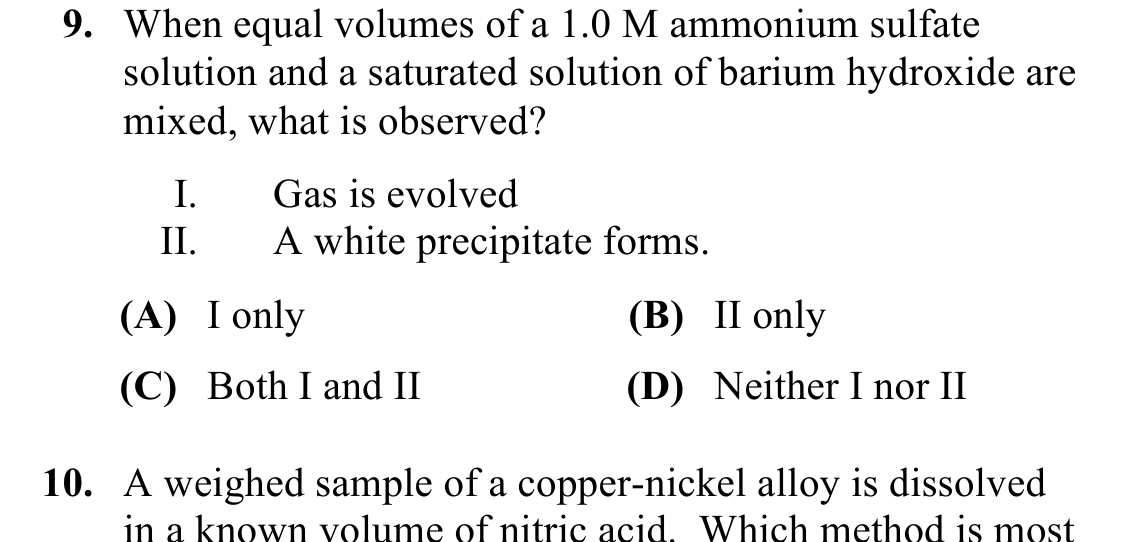 9. When equal volumes of a 1.0 M ammonium sulfate
solution and a saturated solution of barium hydroxide are
mixed, what is observed?
I. Gas is evolved
II. A white precipitate forms.
(A) I only (B) II only
(C) Both I and II (D) Neither I nor II
10. A weighed sample of a copper-nickel alloy is dissolved
in a known volume of nitric acid. Which method is most